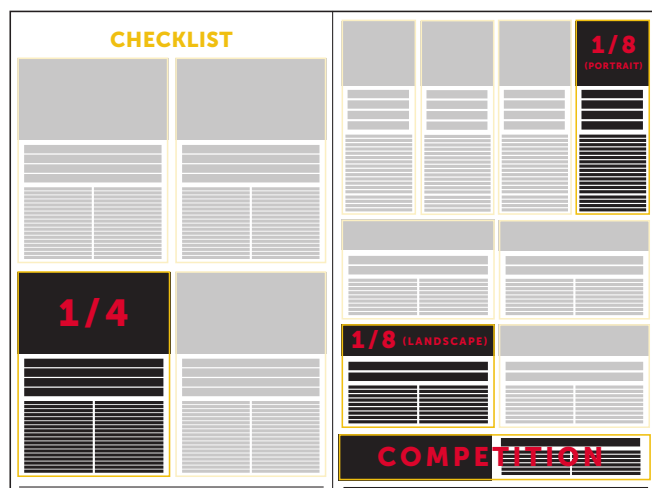 CHECKLIST
1/8
(PORTRAIT)
1/4
1/8 (LANDSCAPE)
COMPETITION